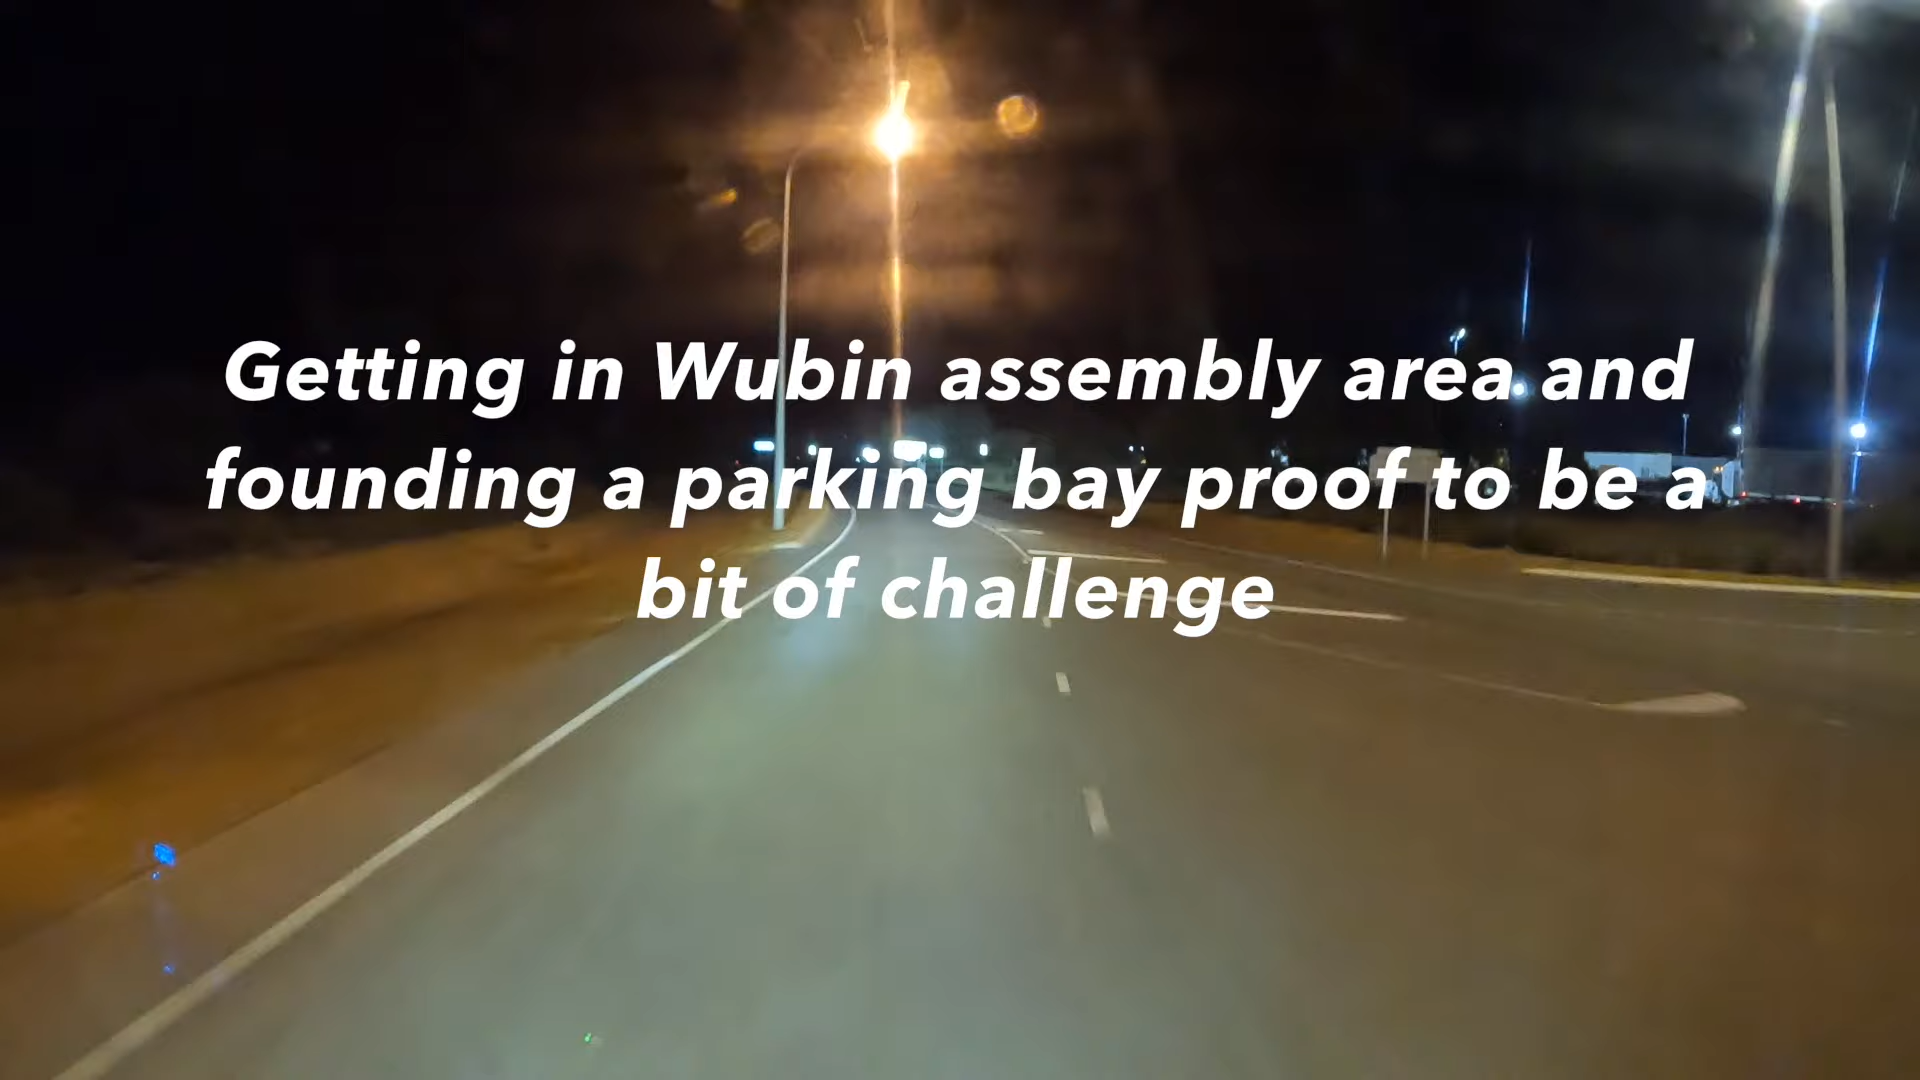 Getting in Wubin assembly area and
founding a parking bay proof to be a
bit of challenge